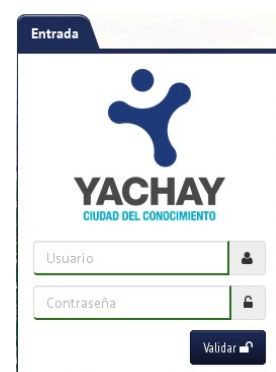 Entrada
YACHAY
CIUDAD DEL CONOCIMIENTO
Usuario
Contraseña
Validar